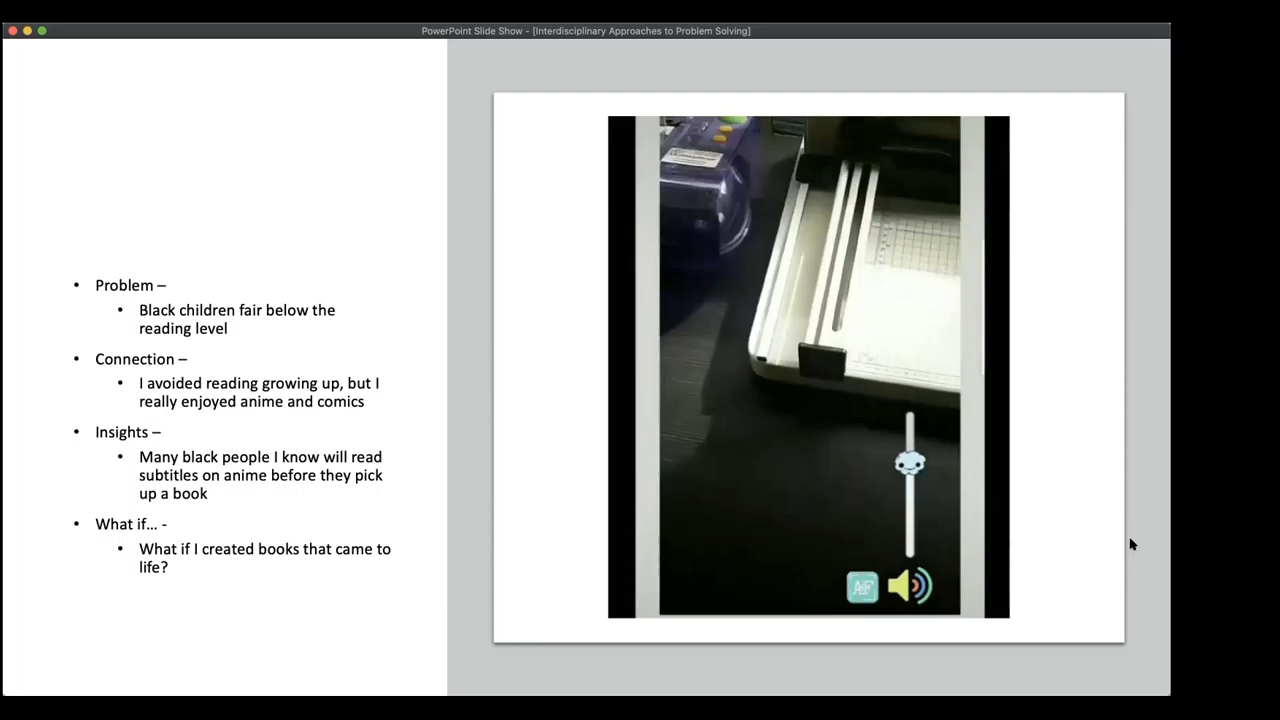 PowerPoint Slide Show - [Interdisciplinary Approaches to Problem Solving]
• Problem –
• Black children fair below the
reading level
• Connection –
• I avoided reading growing up, but I
really enjoyed anime and comics
• Insights –
• Many black people I know will read
subtitles on anime before they pick
up a book
• What if... -
• What if I created books that came to
life?
AF